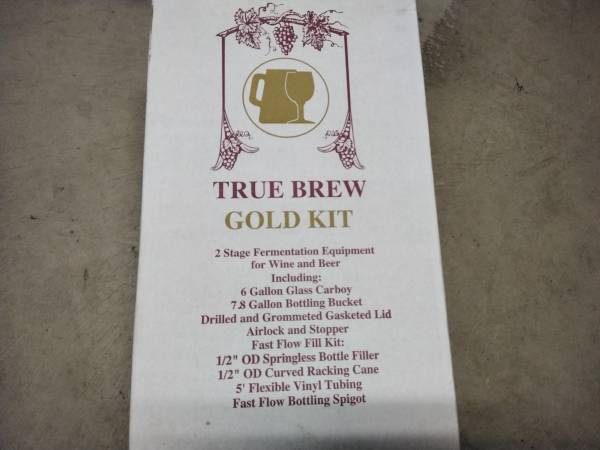 TRUE BREW
GOLD KIT
2 Stage Fermentation Equipment
for Wine and Beer
Including:
6 Gallon Glass Carboy
7.8 Gallon Bottling Bucket
Drilled and Grommeted Gasketed Lid
Airlock and Stopper
Fast Flow Fill Kit:
1/2" OD Springless Bottle Filler
1/2" OD Curved Racking Cane
5' Flexible Vinyl Tubing
Fast Flow Bottling Spigot